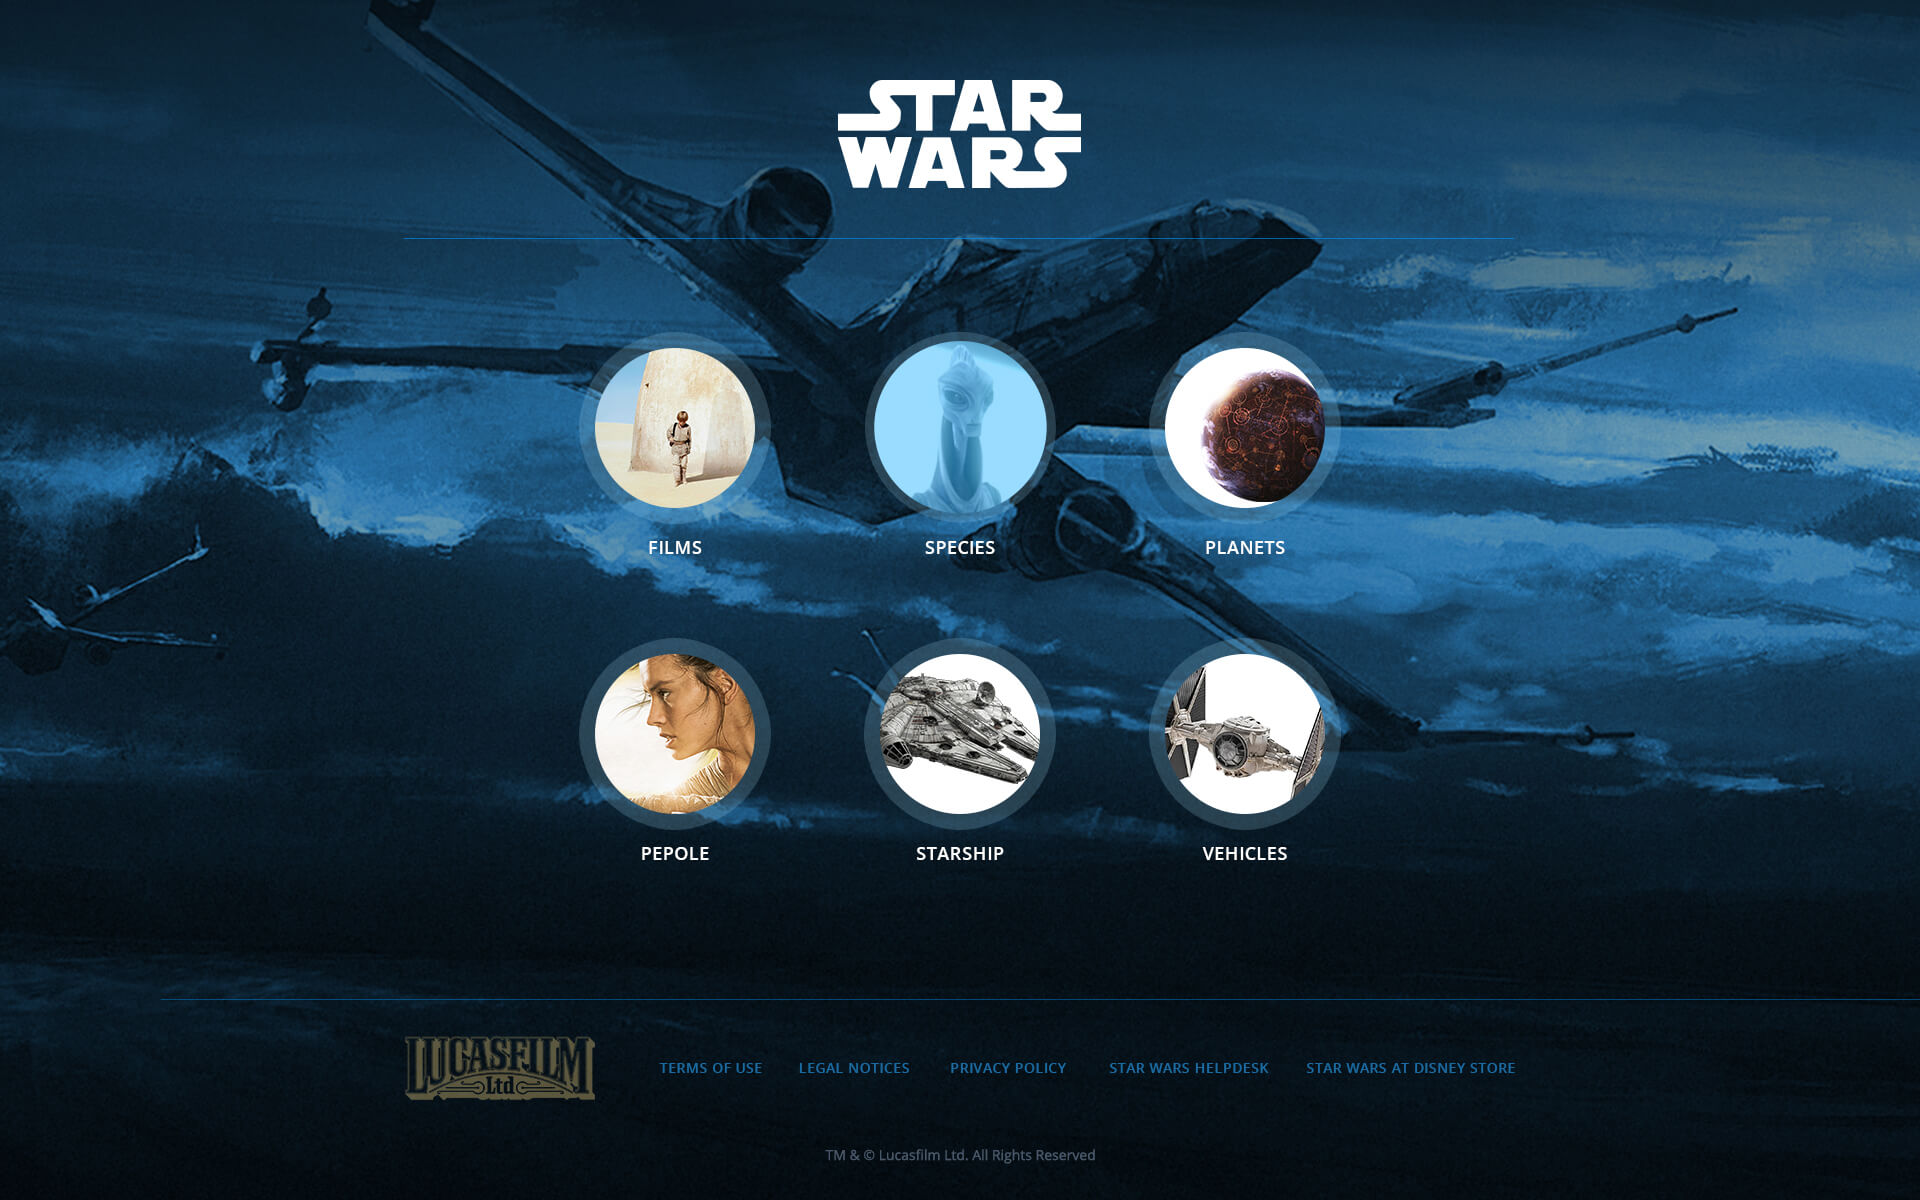 STAR
WARS
FILMS
SPECIES
PLANETS
PEPOLE
STARSHIP
VEHICLES
LUCASFILM
Ltd
TERMS OF USE
LEGAL NOTICES
PRIVACY POLICY
STAR WARS HELPDESK
STAR WARS AT DISNEY STORE
TM & © Lucasfilm Ltd. All Rights Reserved